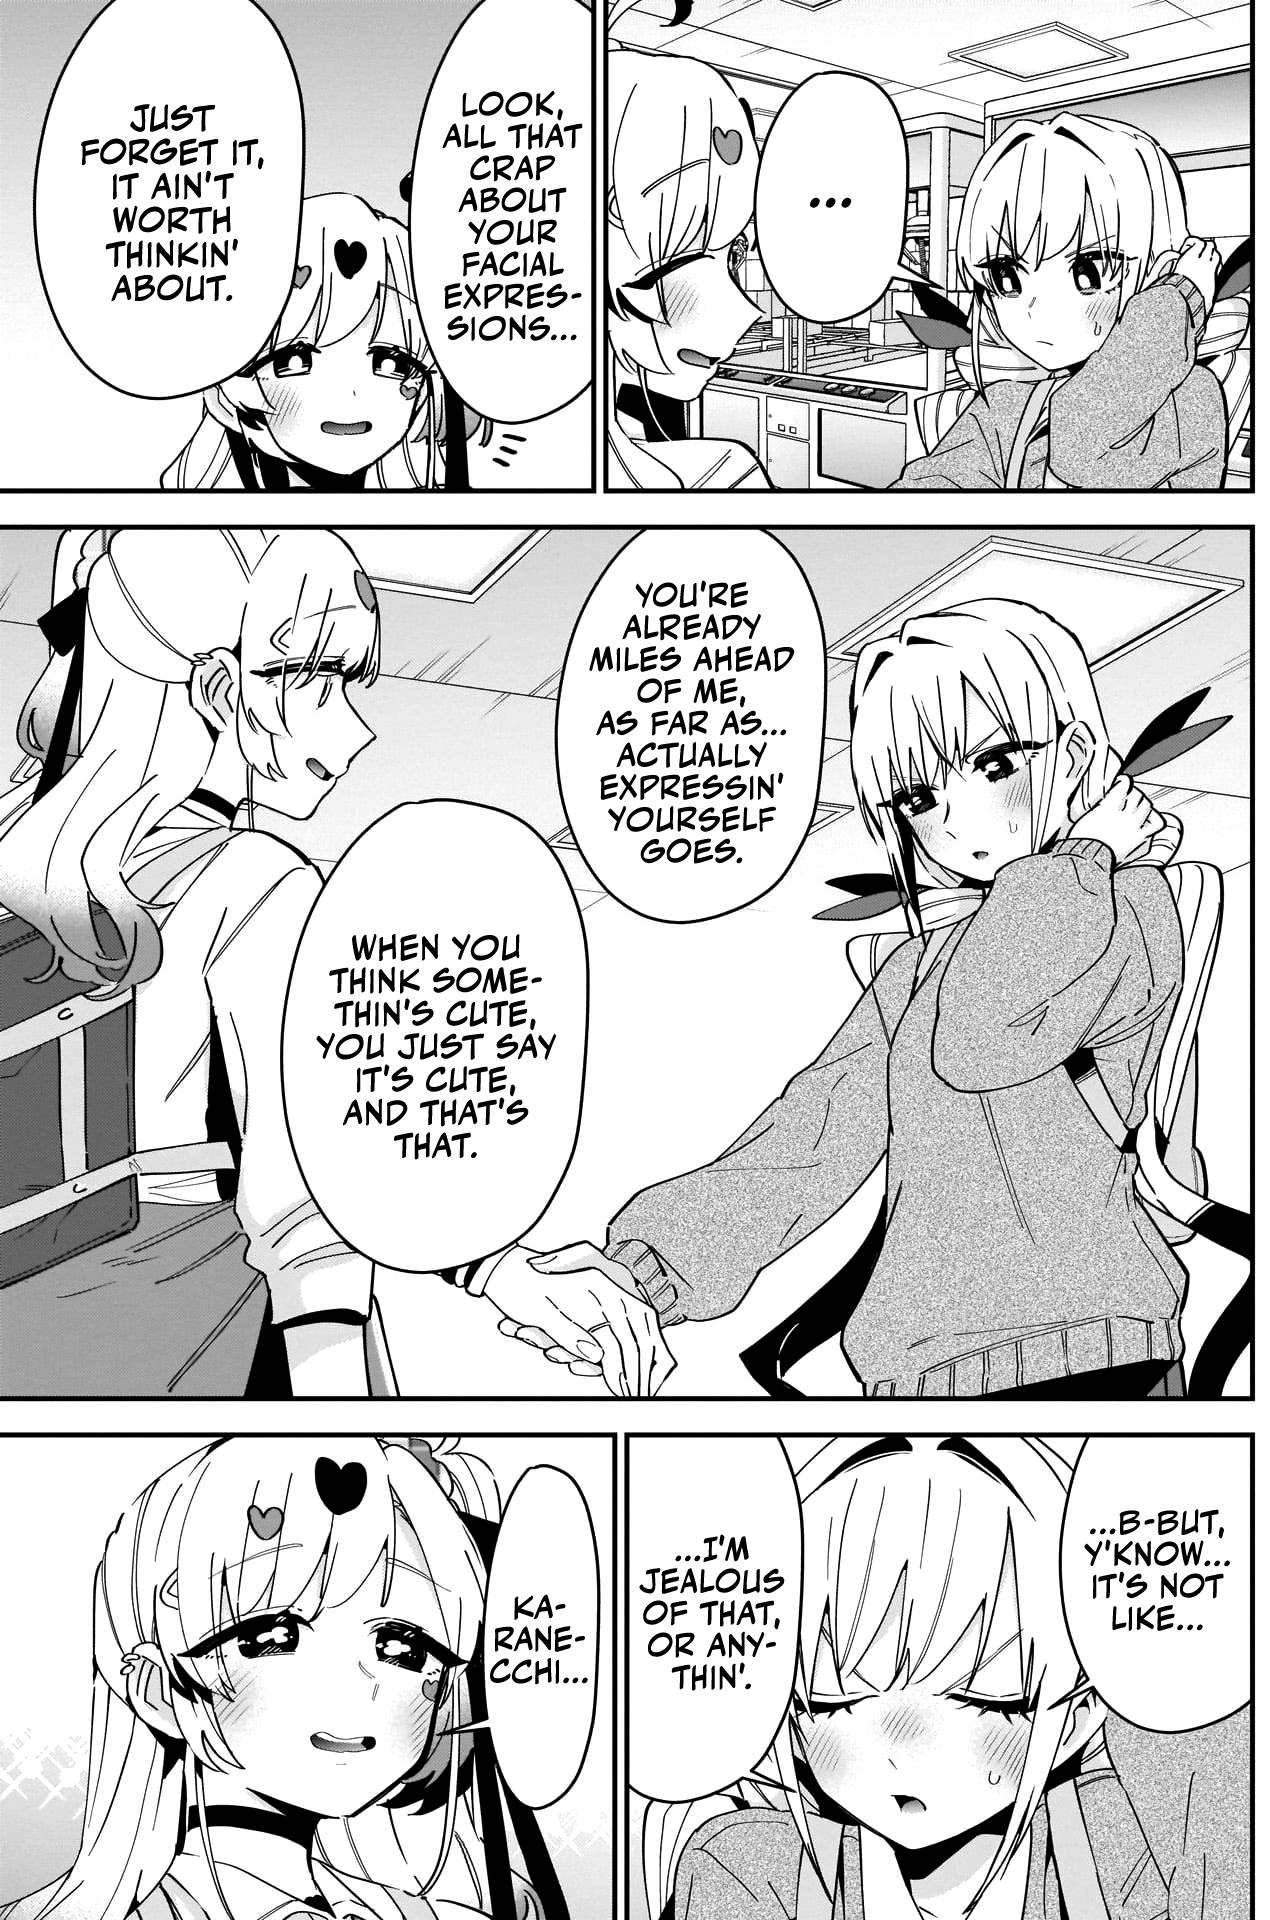 ...
LOOK,
ALL THAT
CRAP
ABOUT
YOUR
FACIAL
EXPRES-
SIONS...
JUST
FORGET IT,
IT AIN'T
WORTH
THINKIN'
ABOUT.
YOU'RE
ALREADY
MILES AHEAD
OF ME,
AS FAR AS...
ACTUALLY
EXPRESSIN'
YOURSELF
GOES.
WHEN YOU
THINK SOME-
THIN'S CUTE,
YOU JUST SAY
IT'S CUTE,
AND THAT'S
THAT.
...B-BUT,
Y'KNOW...
IT'S NOT
LIKE...
...I'M
JEALOUS
OF THAT,
OR ANY-
THIN'.
KA-
RANE-
CCHI...